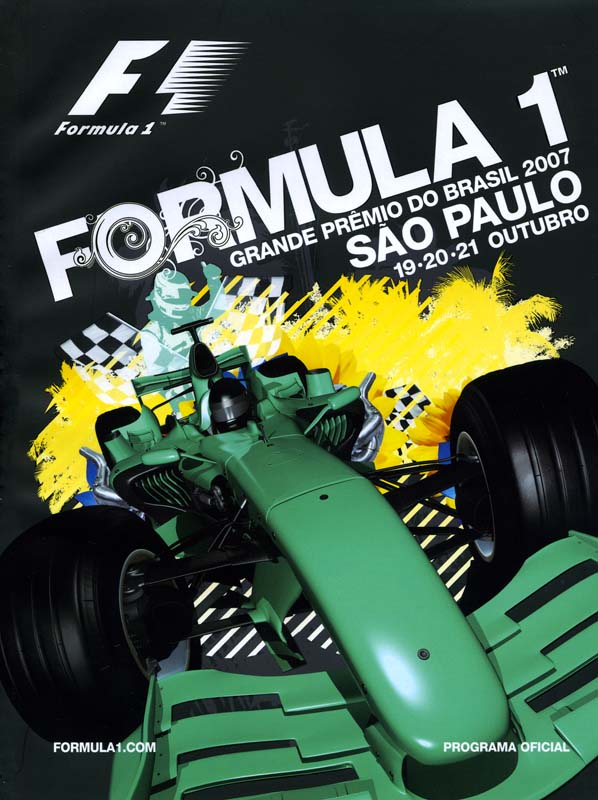 F1
Formula 1™
FORMULA 1™
GRANDE PRÊMIO DO BRASIL 2007
SÃO PAULO
19·20·21 OUTUBRO
FORMULA1.COM
PROGRAMA OFICIAL